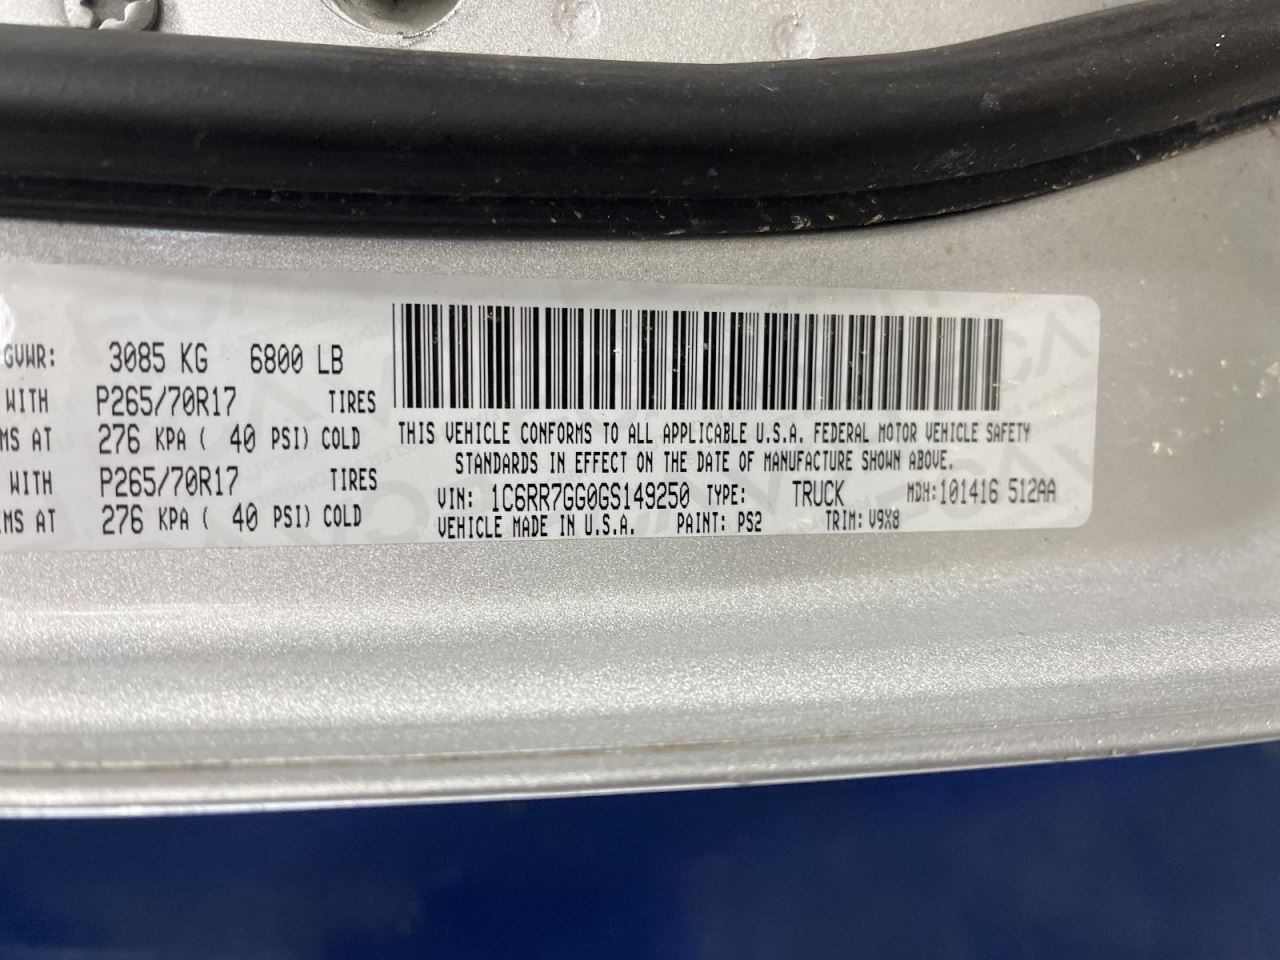 GVWR: 3085 KG 6800 LB
WITH P265/70R17 TIRES
MS AT 276 KPA ( 40 PSI) COLD
WITH P265/70R17 TIRES
MS AT 276 KPA ( 40 PSI) COLD
THIS VEHICLE CONFORMS TO ALL APPLICABLE U.S.A. FEDERAL MOTOR VEHICLE SAFETY
STANDARDS IN EFFECT ON THE DATE OF MANUFACTURE SHOWN ABOVE.
VIN: 1C6RR7GG0GS149250 TYPE: TRUCK MDH:101416 512AA
VEHICLE MADE IN U.S.A. PAINT: PS2 TRIM: V9X8